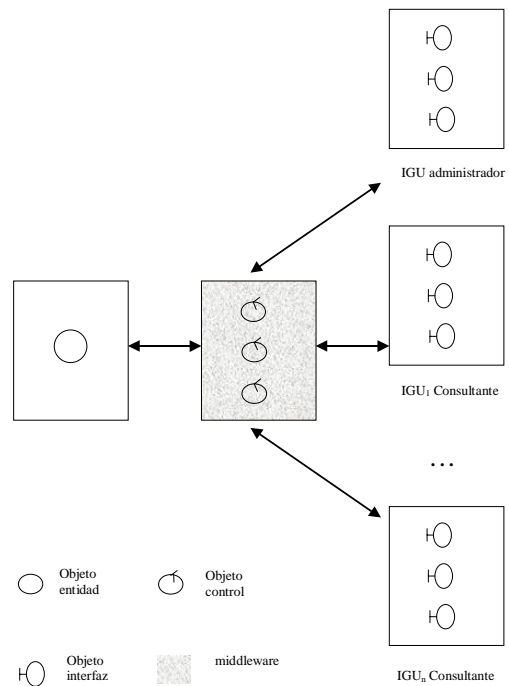 IGU administrador
IGU₁ Consultante
...
IGUₙ Consultante
Objeto
entidad
Objeto
control
Objeto
interfaz
middleware